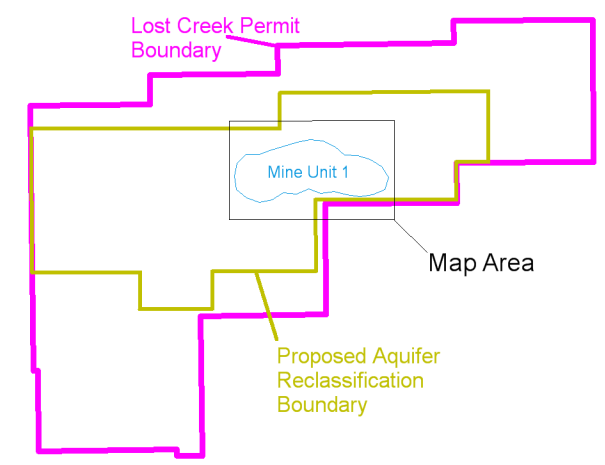 Lost Creek Permit
Boundary
Mine Unit 1
Map Area
Proposed Aquifer
Reclassification
Boundary